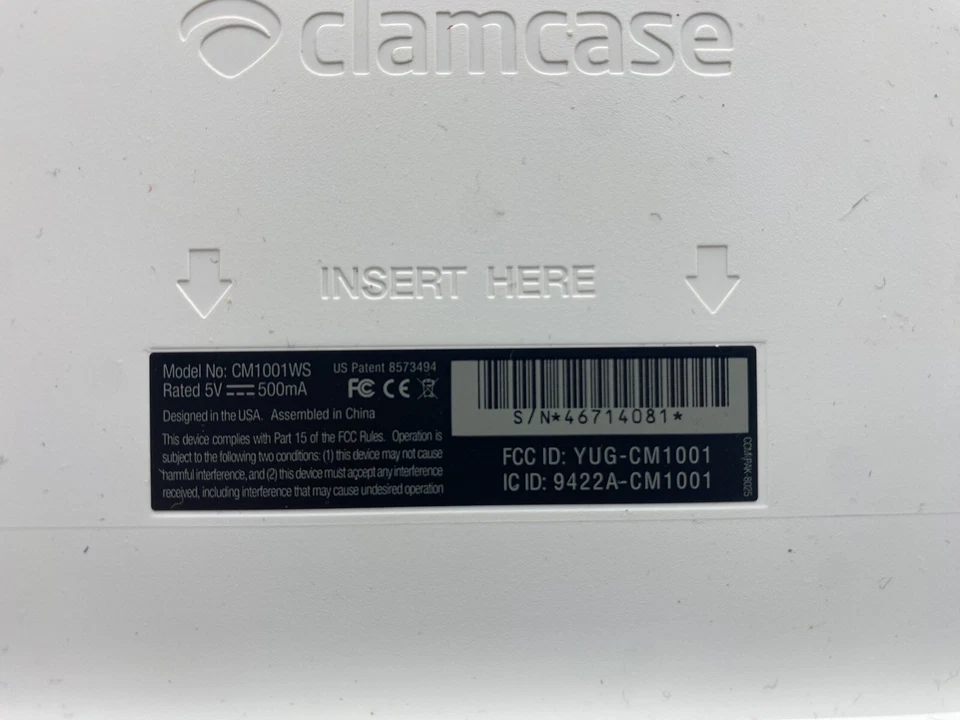 clamcase
INSERT HERE
Model No: CM1001WS
US Patent 8573494
Rated 5V 500mA
FC CE
Designed in the USA. Assembled in China
This device complies with Part 15 of the FCC Rules. Operation is
subject to the following two conditions: (1) this device may not cause
harmful interference, and (2) this device must accept any interference
received, including interference that may cause undesired operation
S/N*46714081*
FCC ID: YUG-CM1001
IC ID: 9422A-CM1001